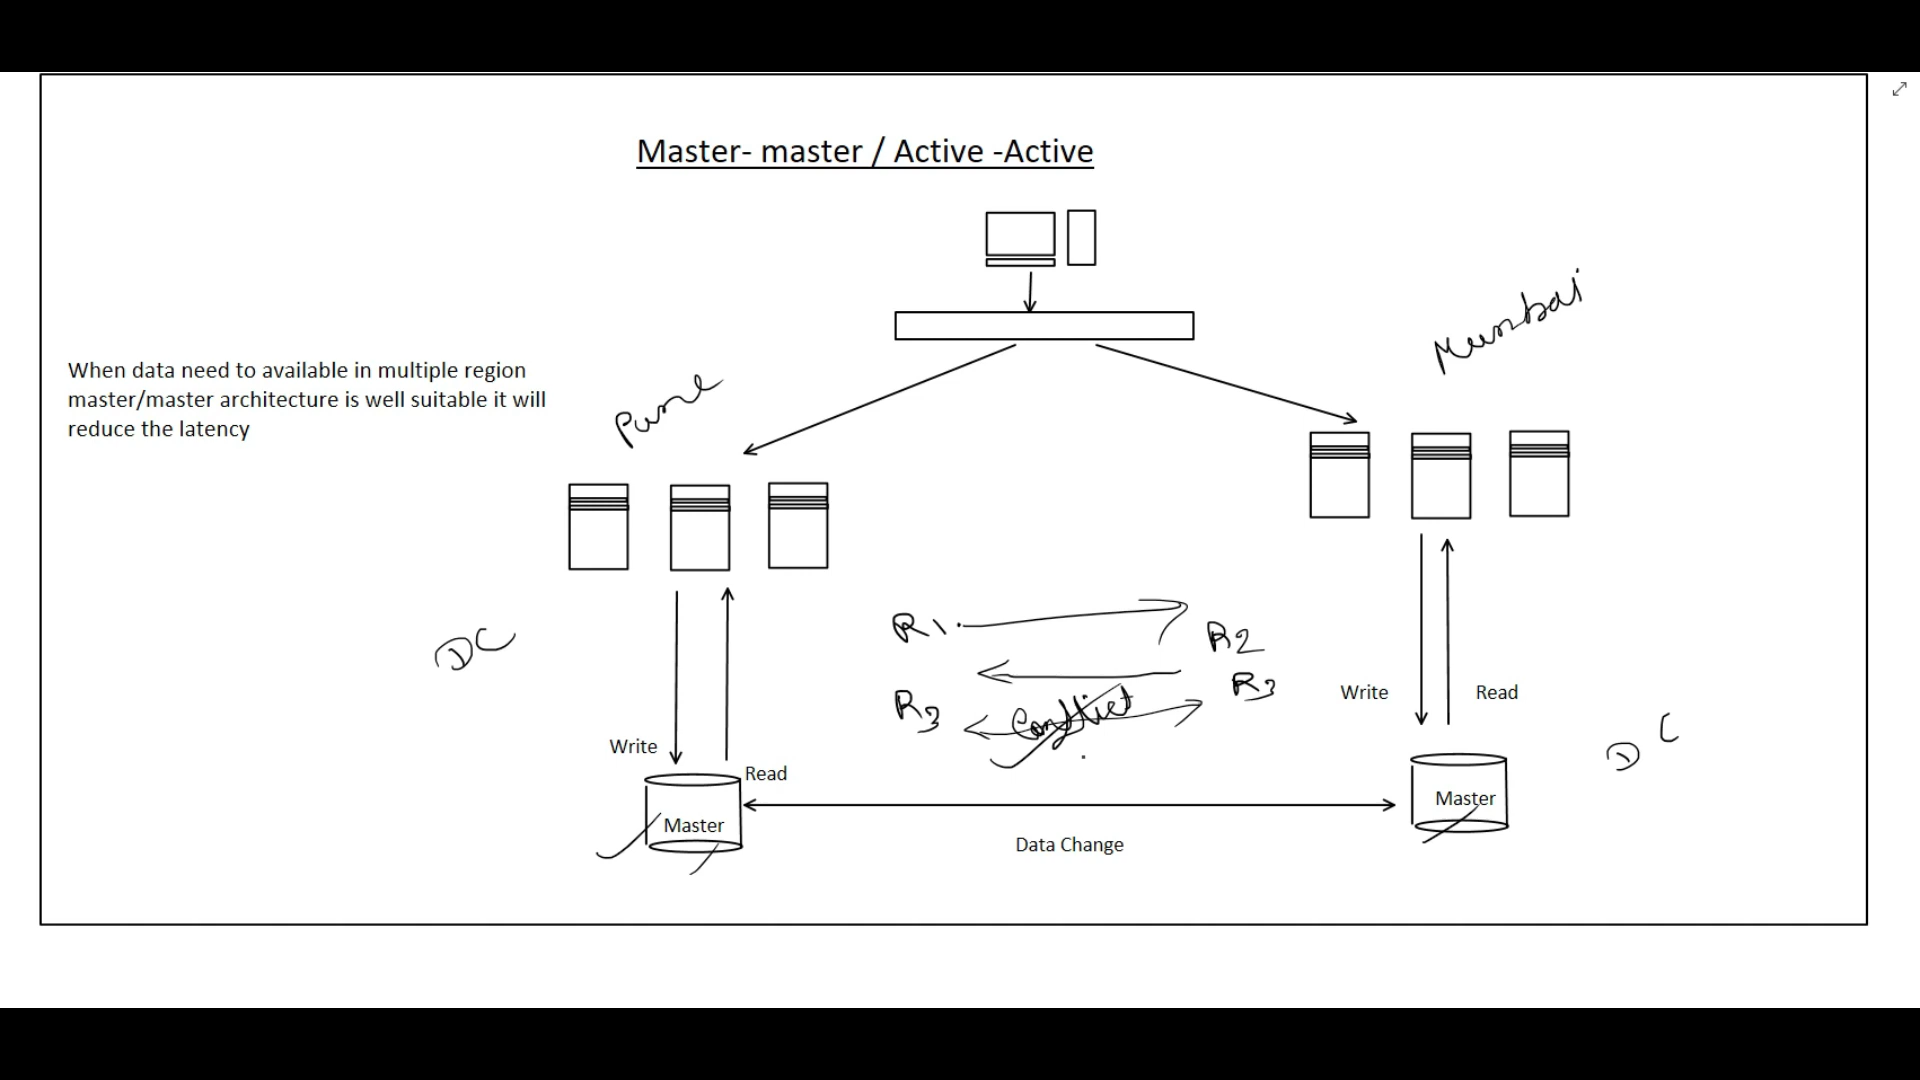 Master- master / Active -Active
Mumbai
When data need to available in multiple region
master/master architecture is well suitable it will
reduce the latency
Pune
R1
R2
DC
R3
R3
Conflict
Write
Read
Write
Read
DC
Master
Master
Data Change